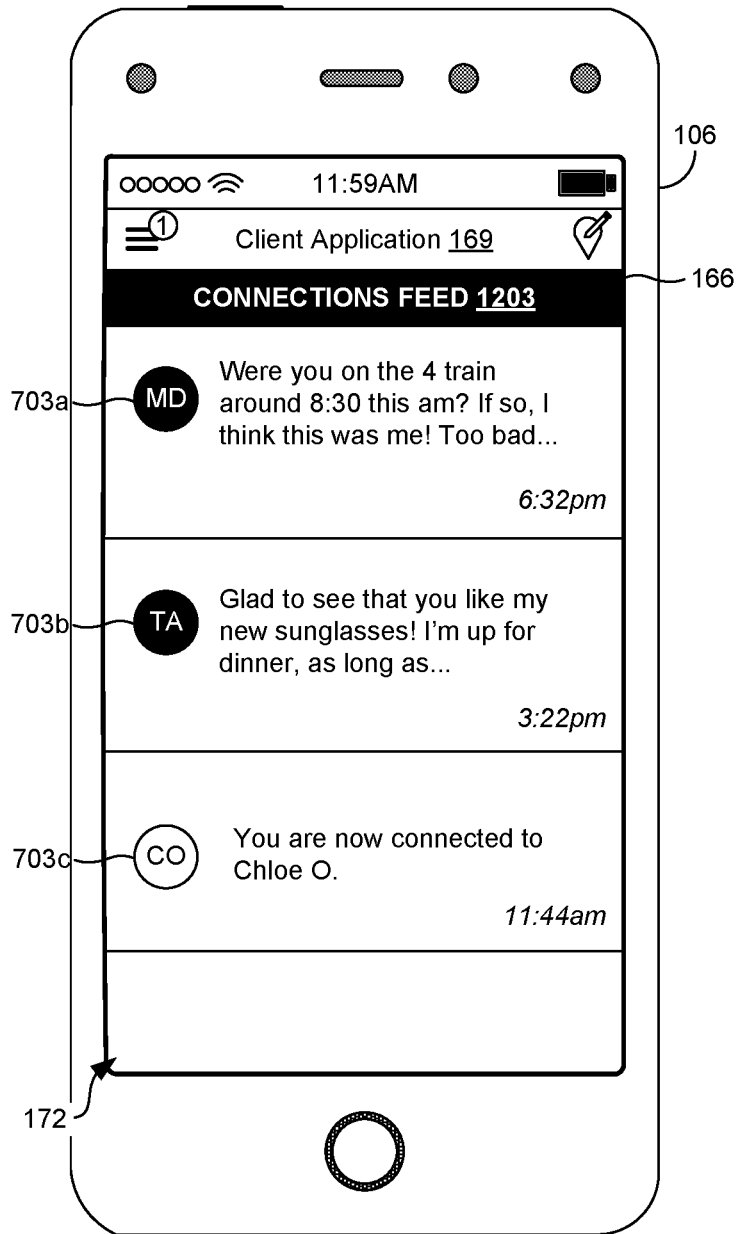 106
11:59AM
1
Client Application 169
166
CONNECTIONS FEED 1203
703a
MD
Were you on the 4 train
around 8:30 this am? If so, I
think this was me! Too bad...
6:32pm
703b
TA
Glad to see that you like my
new sunglasses! I'm up for
dinner, as long as...
3:22pm
703c
CO
You are now connected to
Chloe O.
11:44am
172